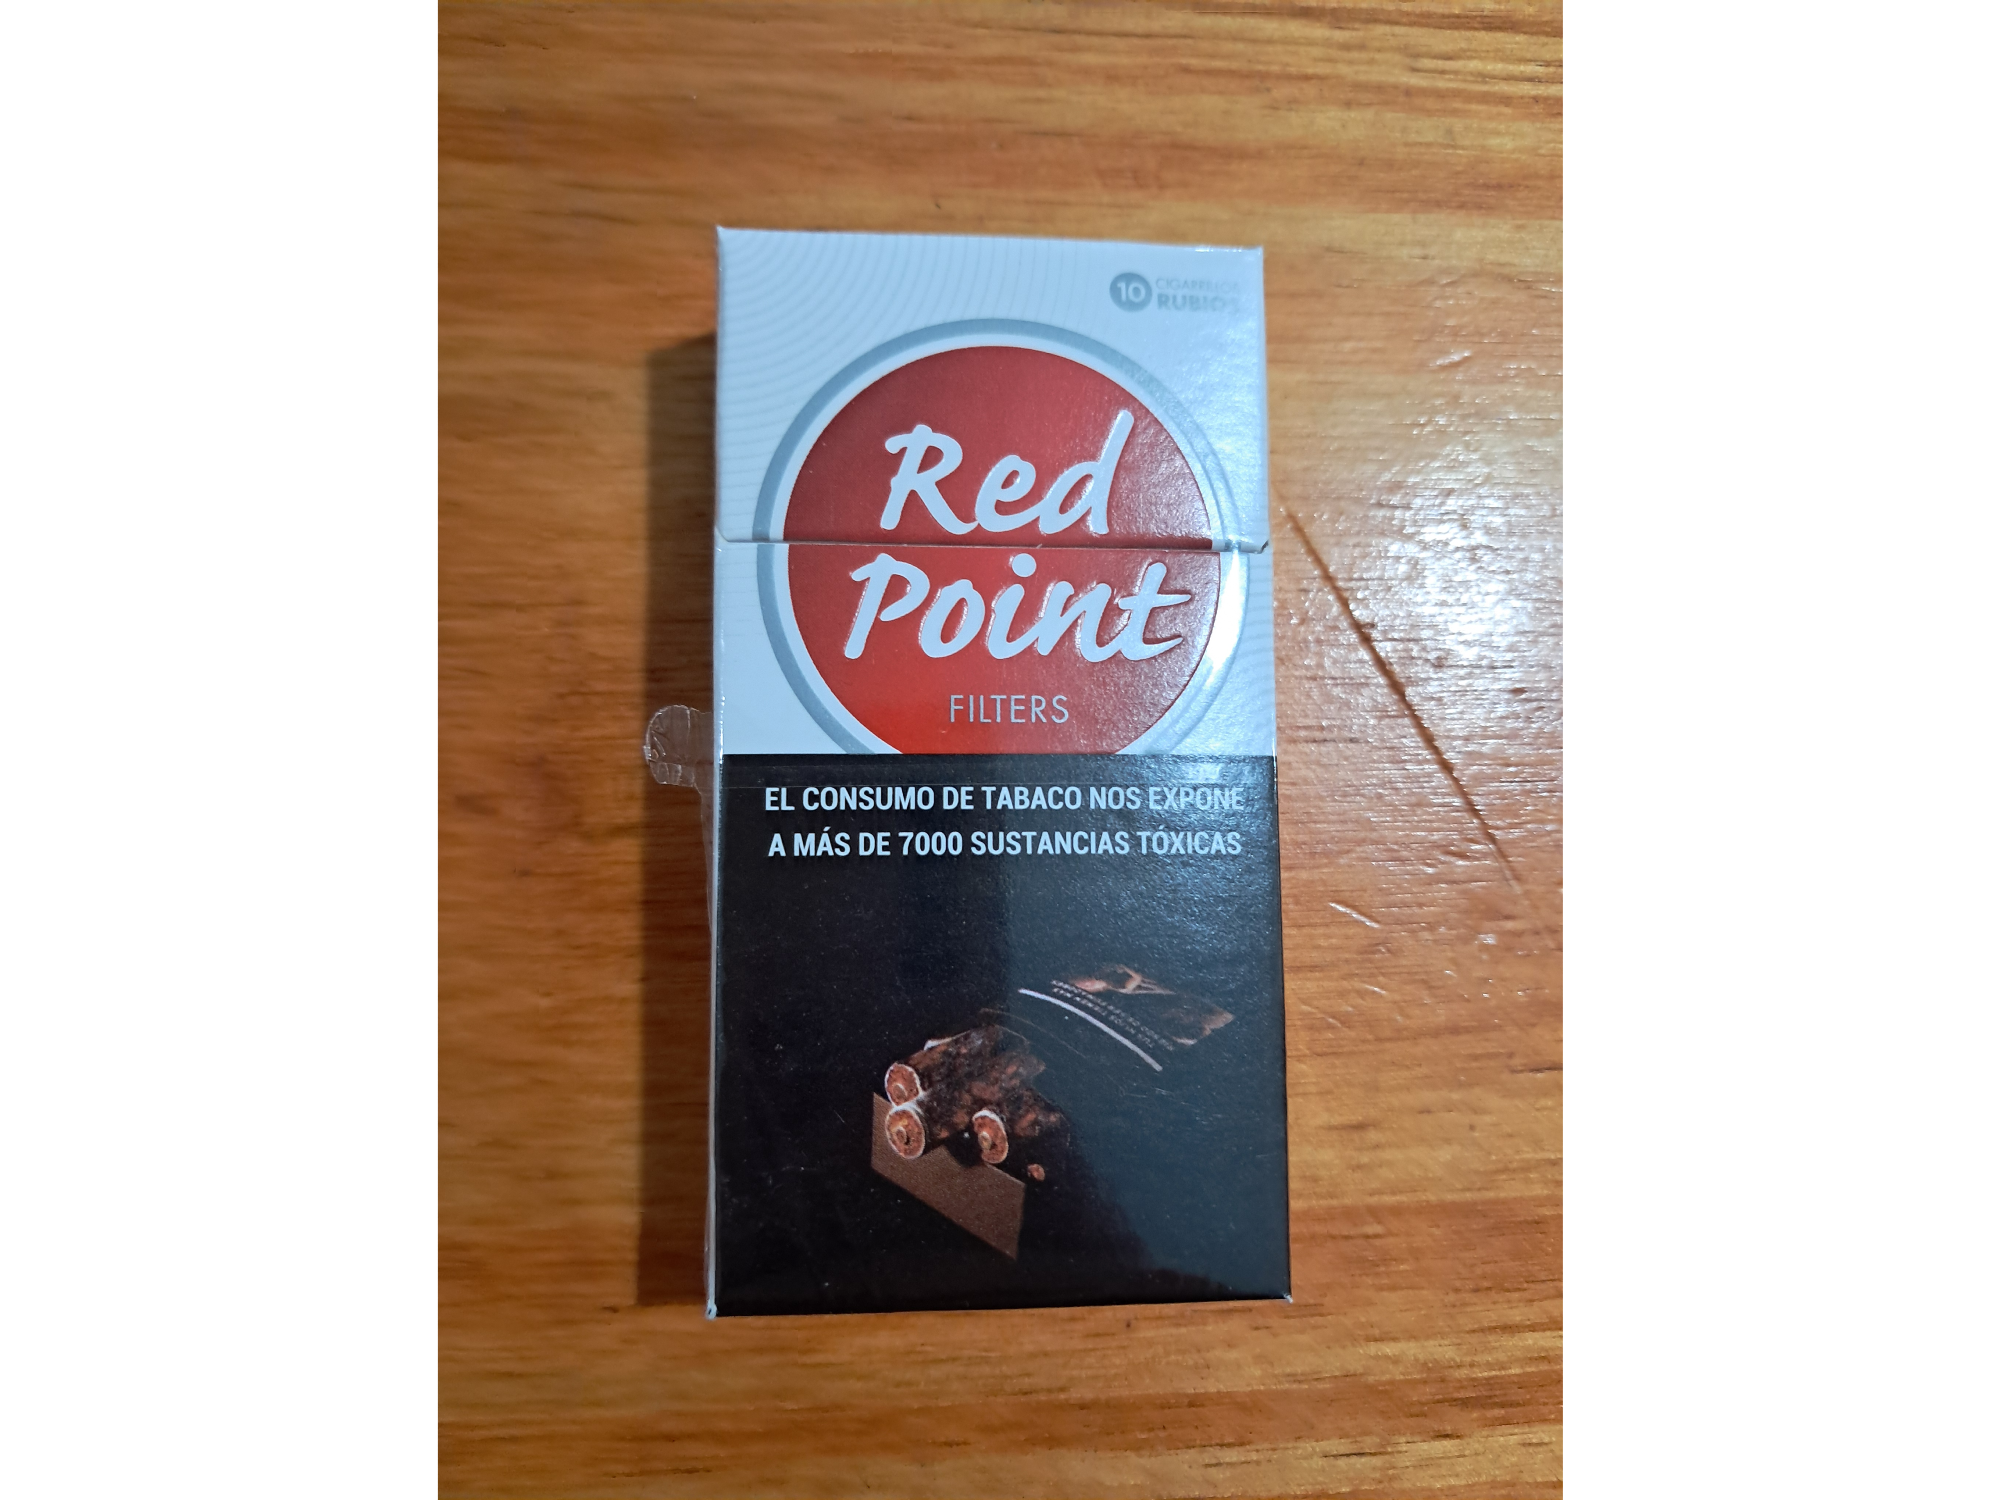 10 CIGARRILLOS
RUBIOS
Red
Point
FILTERS
EL CONSUMO DE TABACO NOS EXPONE
A MÁS DE 7000 SUSTANCIAS TÓXICAS